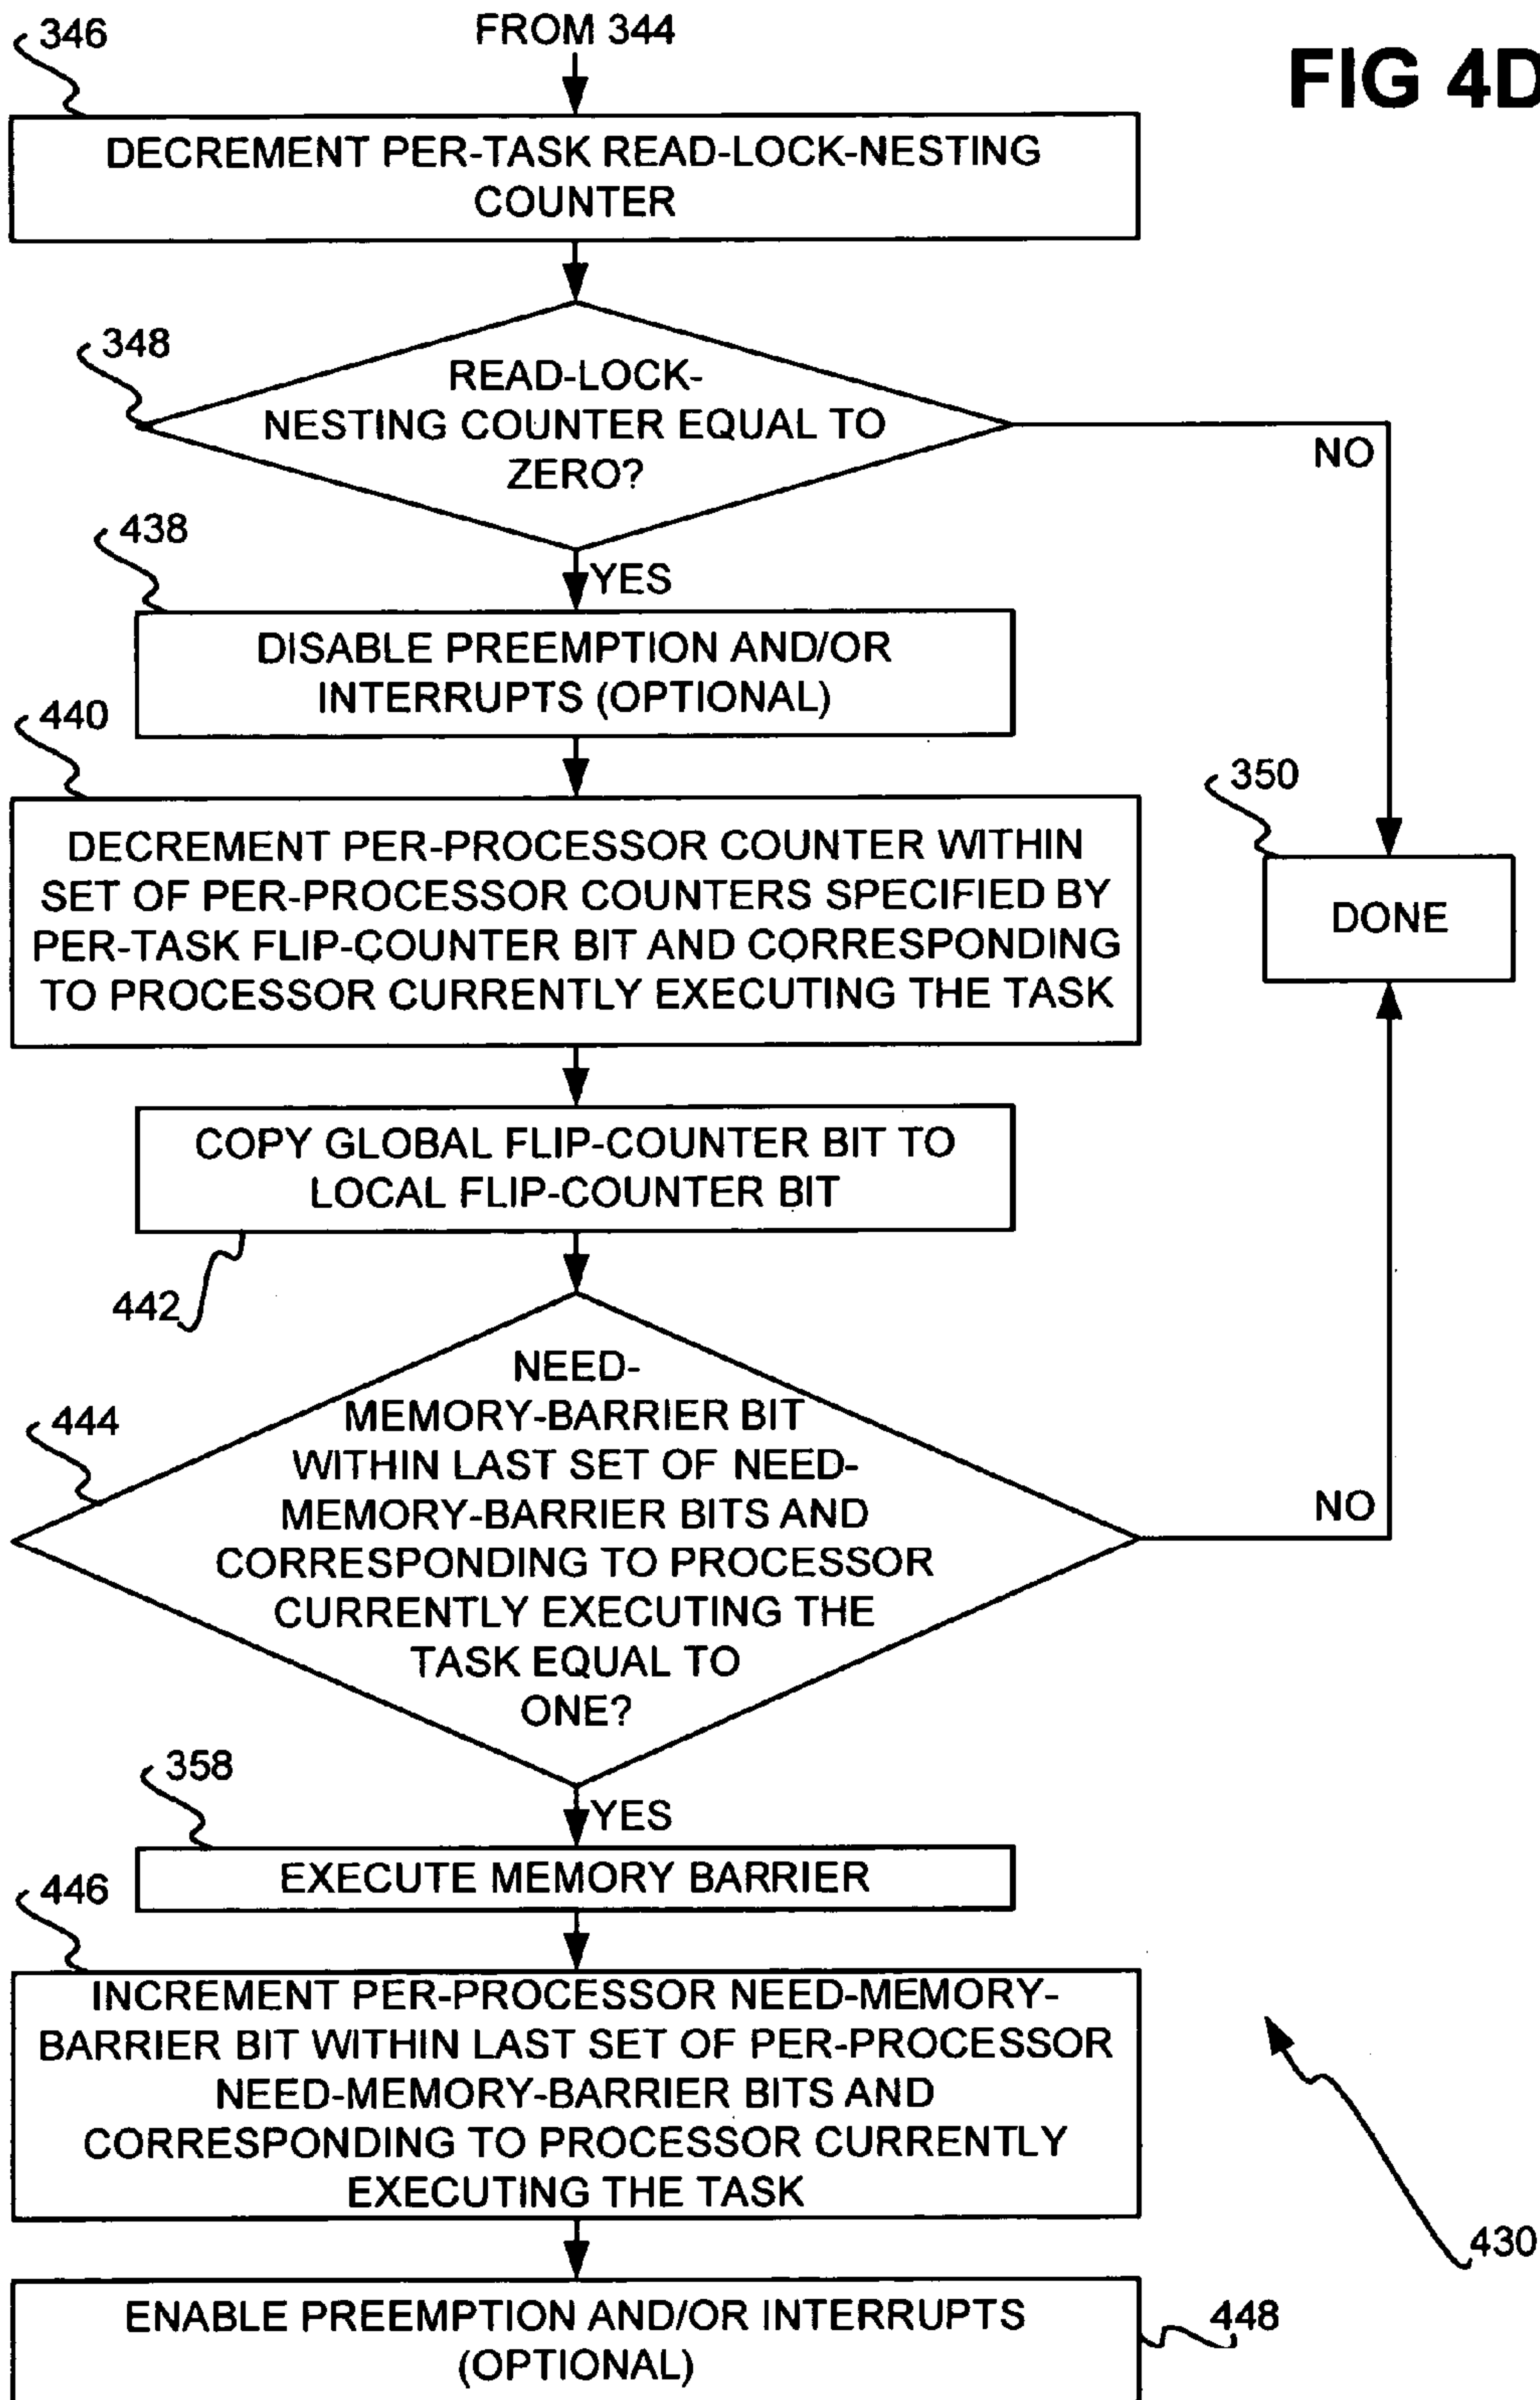 FROM 344
FIG 4D
346
DECREMENT PER-TASK READ-LOCK-NESTING
COUNTER
348
READ-LOCK-
NESTING COUNTER EQUAL TO
ZERO?
NO
438
YES
DISABLE PREEMPTION AND/OR
INTERRUPTS (OPTIONAL)
440
DECREMENT PER-PROCESSOR COUNTER WITHIN
SET OF PER-PROCESSOR COUNTERS SPECIFIED BY
PER-TASK FLIP-COUNTER BIT AND CORRESPONDING
TO PROCESSOR CURRENTLY EXECUTING THE TASK
350
DONE
COPY GLOBAL FLIP-COUNTER BIT TO
LOCAL FLIP-COUNTER BIT
442
444
NEED-
MEMORY-BARRIER BIT
WITHIN LAST SET OF NEED-
MEMORY-BARRIER BITS AND
CORRESPONDING TO PROCESSOR
CURRENTLY EXECUTING THE
TASK EQUAL TO
ONE?
NO
358
YES
EXECUTE MEMORY BARRIER
446
INCREMENT PER-PROCESSOR NEED-MEMORY-
BARRIER BIT WITHIN LAST SET OF PER-PROCESSOR
NEED-MEMORY-BARRIER BITS AND
CORRESPONDING TO PROCESSOR CURRENTLY
EXECUTING THE TASK
430
ENABLE PREEMPTION AND/OR INTERRUPTS
(OPTIONAL)
448